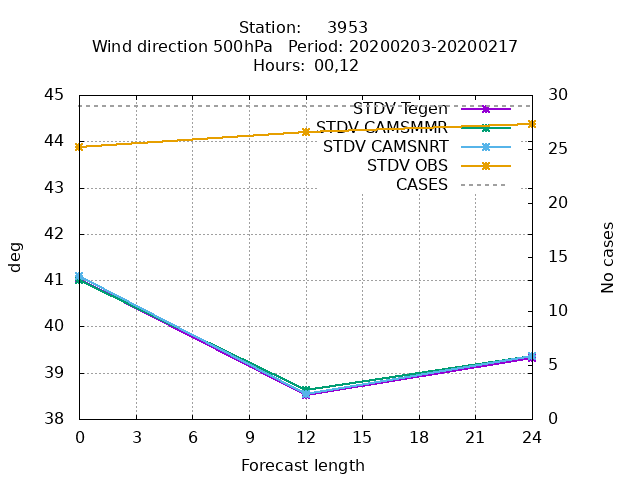 Station: 3953
Wind direction 500hPa Period: 20200203-20200217
Hours: 00,12
45
44
43
42
41
40
39
38
deg
30
25
20
15
10
5
0
No cases
STDV Tegen
STDV CAMSMMR
STDV CAMSNRT
STDV OBS
CASES
0 3 6 9 12 15 18 21 24
Forecast length